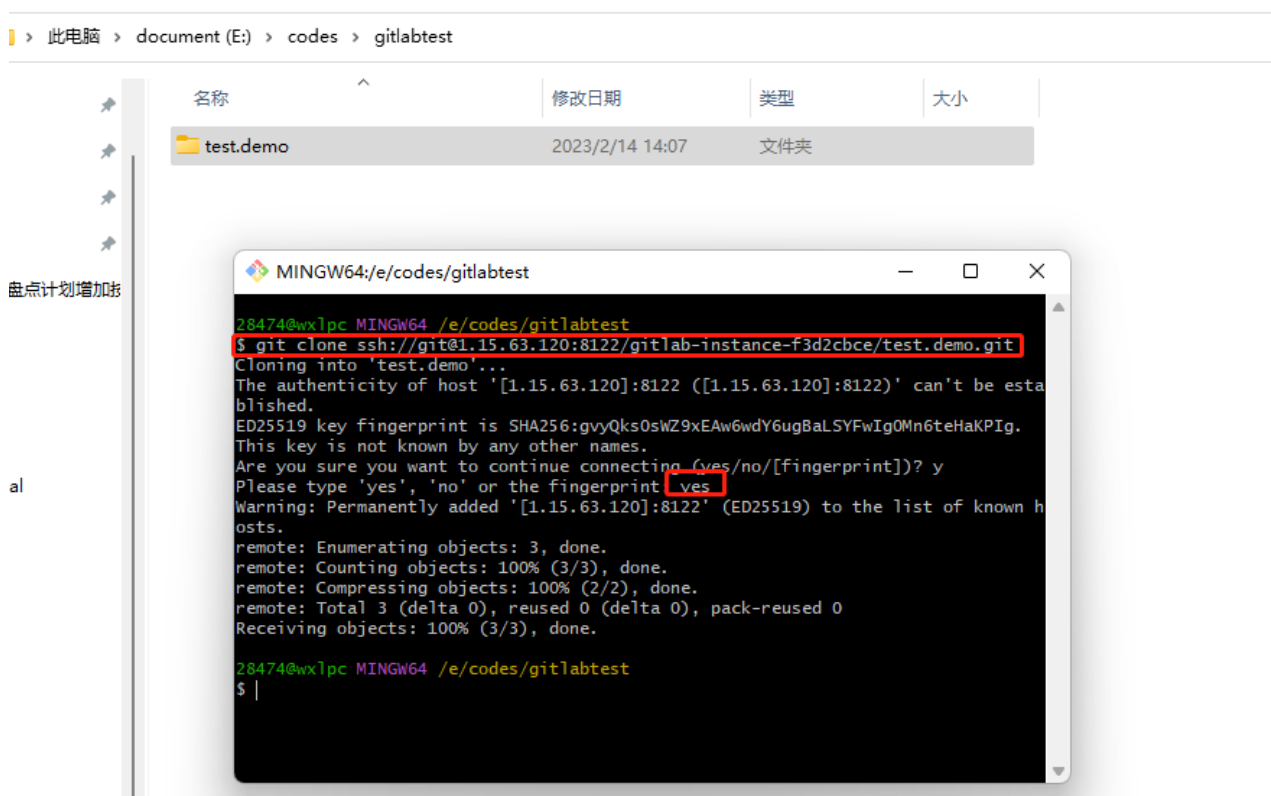 此电脑 › document (E:) › codes › gitlabtest
名称 修改日期 类型 大小
test.demo 2023/2/14 14:07 文件夹
盘点计划增加按
al
MINGW64:/e/codes/gitlabtest
28474@wxlpc MINGW64 /e/codes/gitlabtest
$ git clone ssh://git@1.15.63.120:8122/gitlab-instance-f3d2cbce/test.demo.git
Cloning into 'test.demo'...
The authenticity of host '[1.15.63.120]:8122 ([1.15.63.120]:8122)' can't be esta
blished.
ED25519 key fingerprint is SHA256:gvyQksOsWZ9xEAw6wdY6ugBaLSYFwIgOMn6teHaKPIg.
This key is not known by any other names.
Are you sure you want to continue connecting (yes/no/[fingerprint])? y
Please type 'yes', 'no' or the fingerprint: yes
Warning: Permanently added '[1.15.63.120]:8122' (ED25519) to the list of known h
osts.
remote: Enumerating objects: 3, done.
remote: Counting objects: 100% (3/3), done.
remote: Compressing objects: 100% (2/2), done.
remote: Total 3 (delta 0), reused 0 (delta 0), pack-reused 0
Receiving objects: 100% (3/3), done.
28474@wxlpc MINGW64 /e/codes/gitlabtest
$